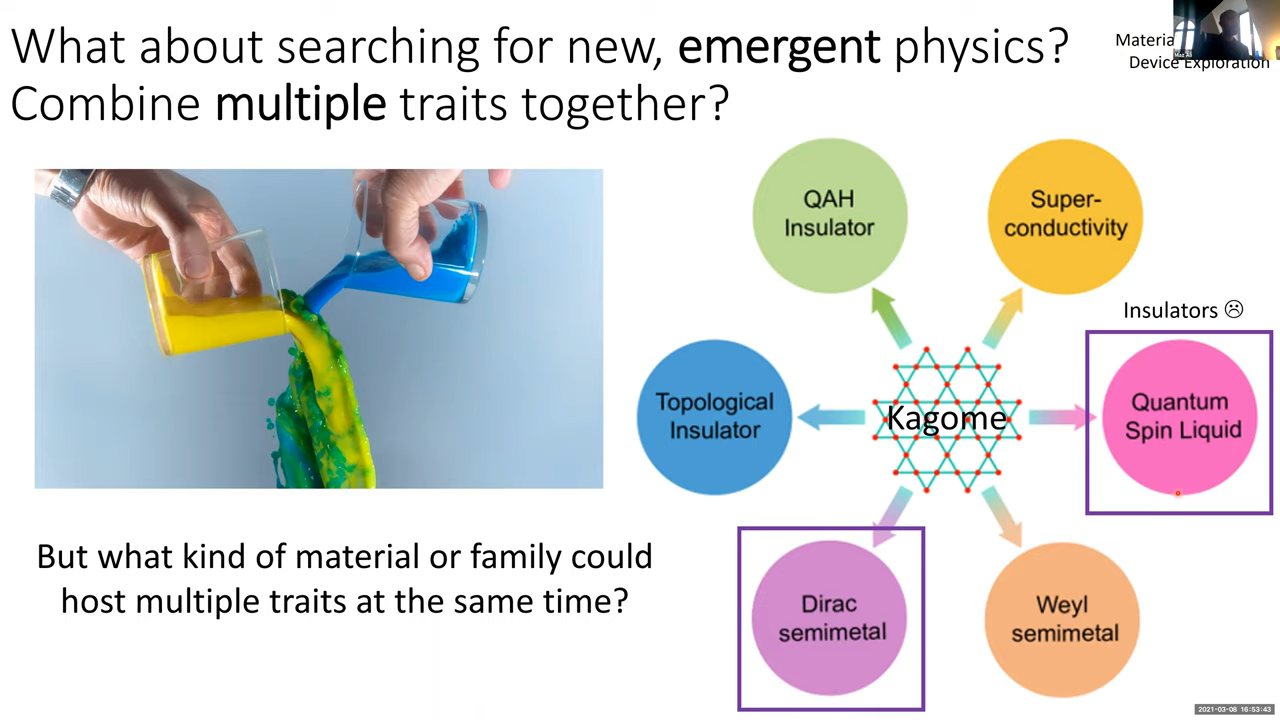 What about searching for new, emergent physics?
Combine multiple traits together?
Materia
Device Exploration
QAH
Insulator
Super-
conductivity
Insulators ☹
Topological
Insulator
Kagome
Quantum
Spin Liquid
But what kind of material or family could
host multiple traits at the same time?
Dirac
semimetal
Weyl
semimetal
2021-03-08 16:53:43